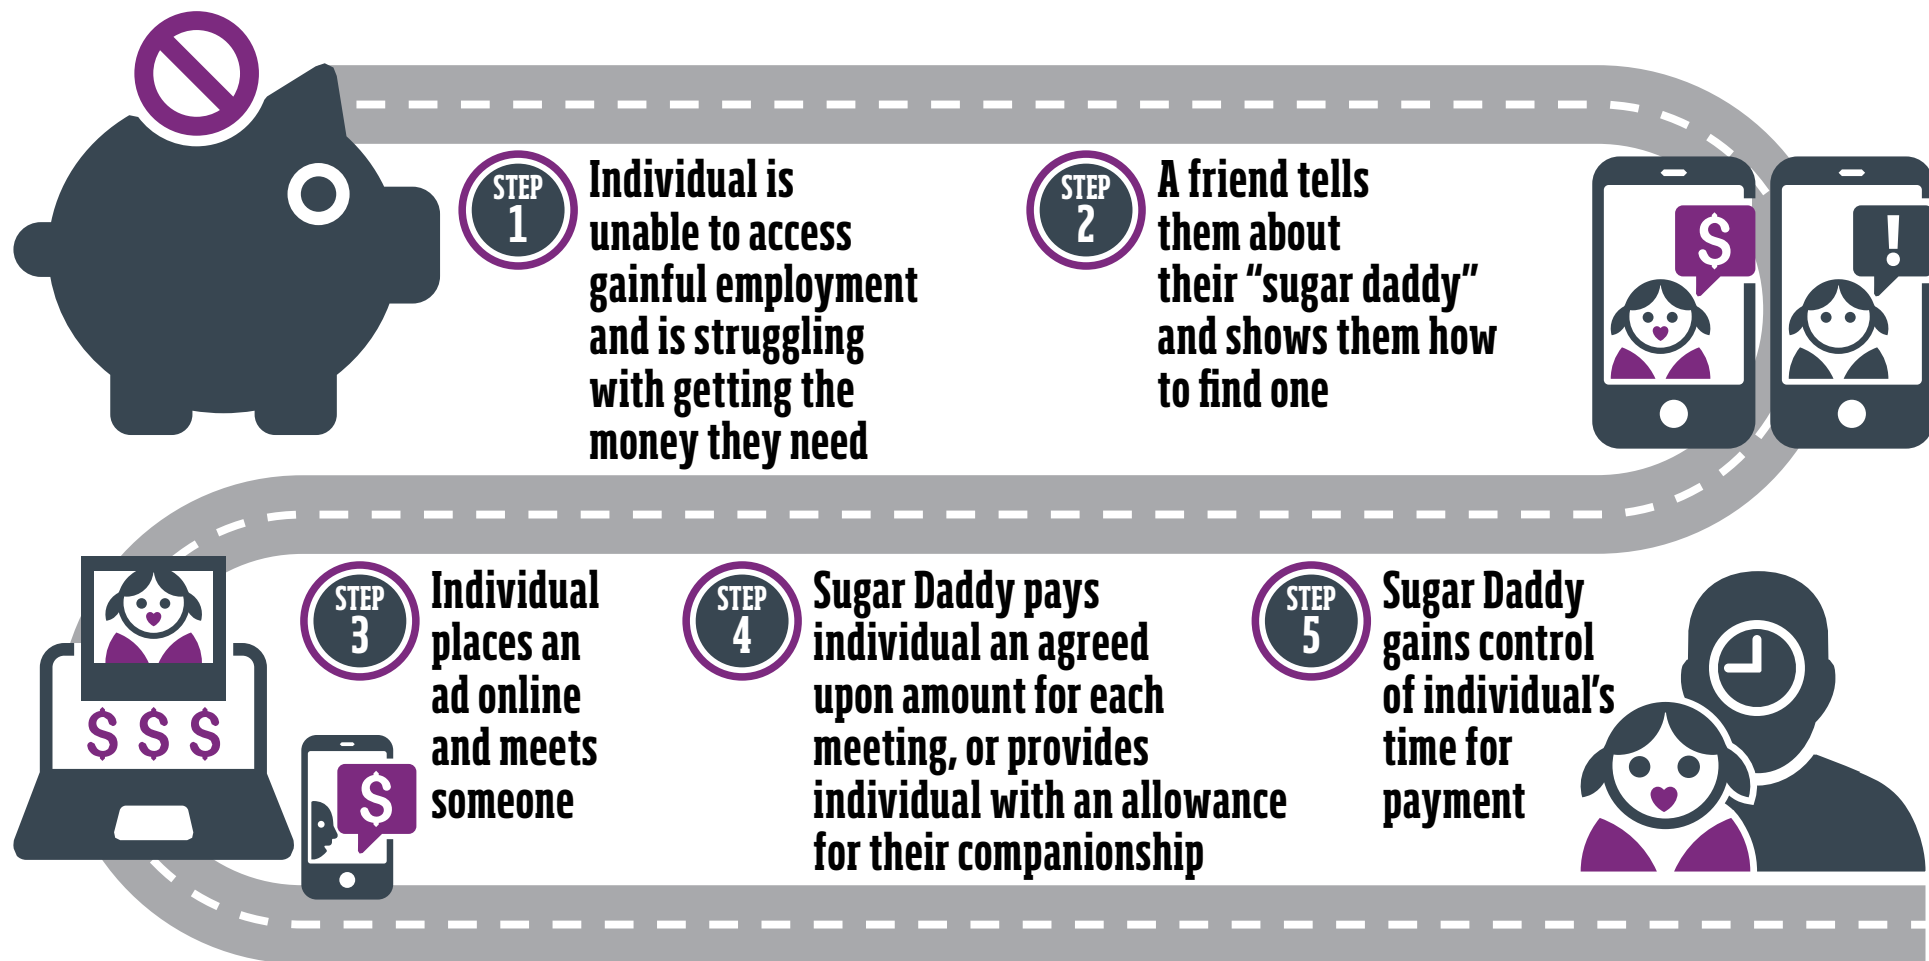 STEP
1
Individual is
unable to access
gainful employment
and is struggling
with getting the
money they need
STEP
2
A friend tells
them about
their “sugar daddy”
and shows them how
to find one
$
!
STEP
3
Individual
places an
ad online
and meets
someone
$ $ $
$
STEP
4
Sugar Daddy pays
individual an agreed
upon amount for each
meeting, or provides
individual with an allowance
for their companionship
STEP
5
Sugar Daddy
gains control
of individual’s
time for
payment